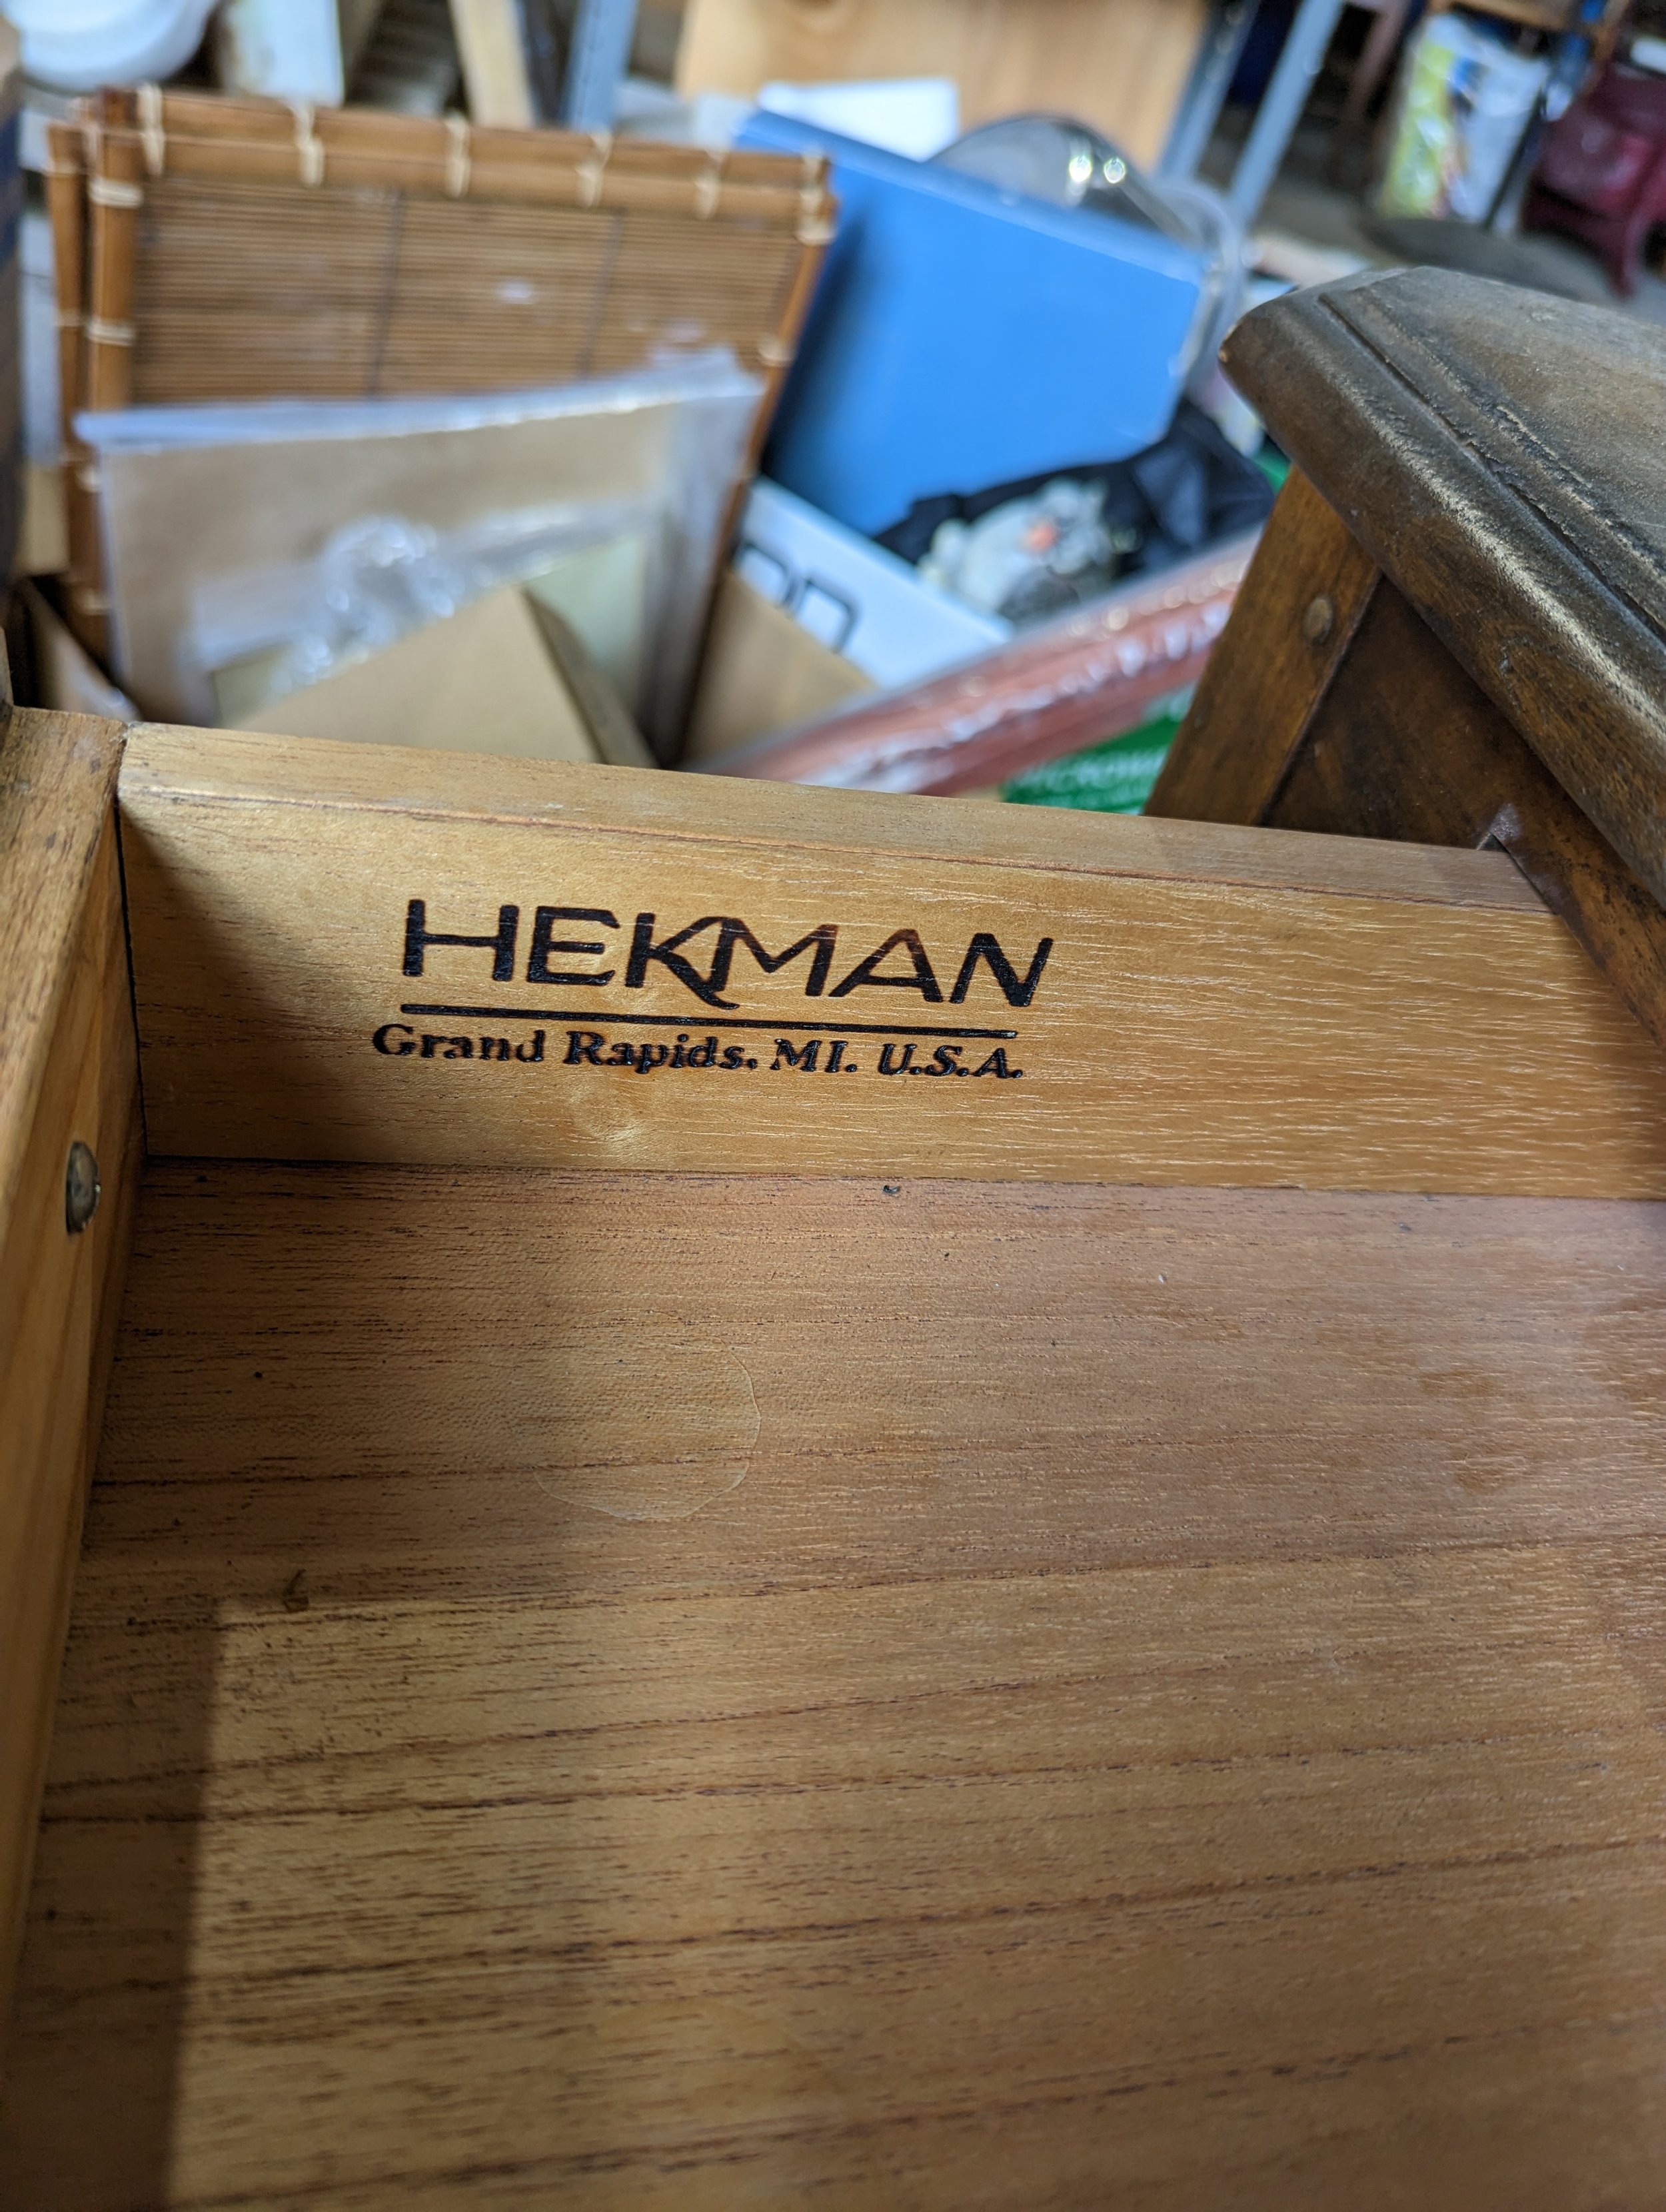 HEKMAN
Grand Rapids. MI. U.S.A.